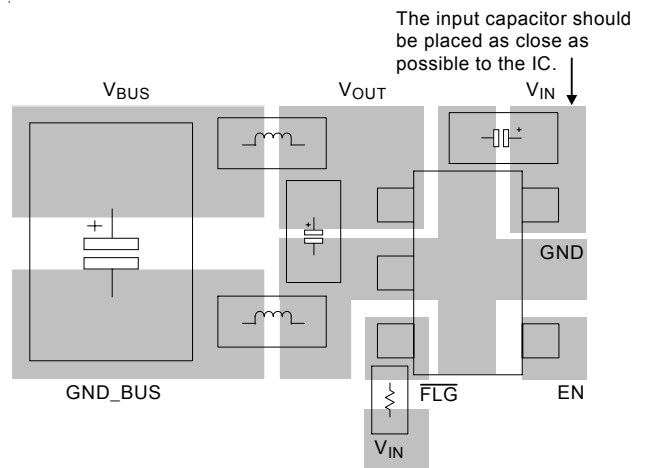 The input capacitor should
be placed as close as
possible to the IC.
VBUS
VOUT
VIN
+
+
+
GND
GND_BUS
FLG
EN
VIN